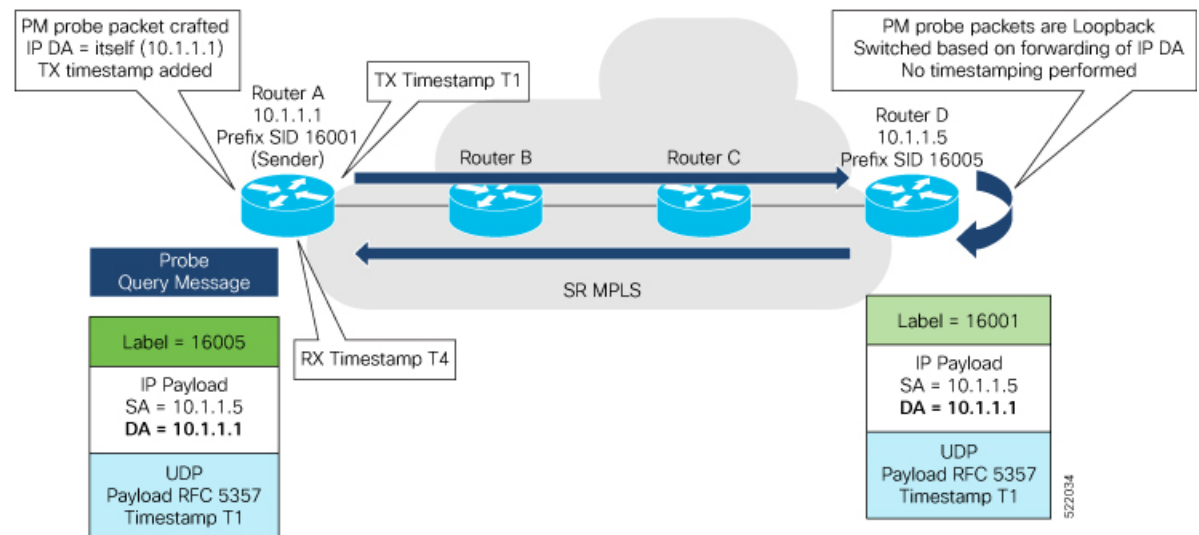 PM probe packet crafted
IP DA = itself (10.1.1.1)
TX timestamp added
TX Timestamp T1
PM probe packets are Loopback
Switched based on forwarding of IP DA
No timestamping performed
Router A
10.1.1.1
Prefix SID 16001
(Sender)
Router B
Router C
Router D
10.1.1.5
Prefix SID 16005
Probe
Query Message
SR MPLS
RX Timestamp T4
Label = 16005
IP Payload
SA = 10.1.1.5
DA = 10.1.1.1
UDP
Payload RFC 5357
Timestamp T1
Label = 16001
IP Payload
SA = 10.1.1.5
DA = 10.1.1.1
UDP
Payload RFC 5357
Timestamp T1
522034